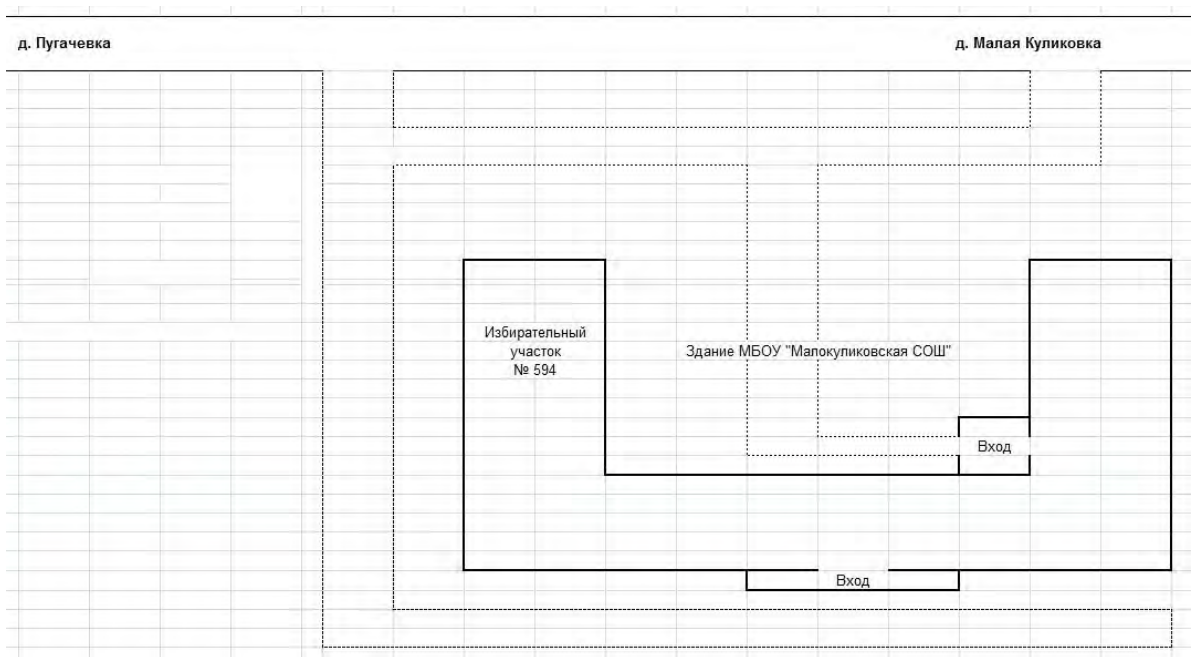 д. Пугачевка
д. Малая Куликовка
Избирательный
участок
№ 594
Здание МБОУ "Малокуликовская СОШ"
Вход
Вход